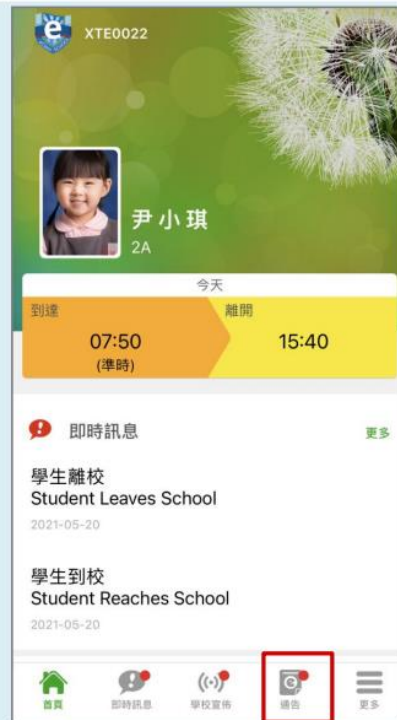 XTE0022
尹小琪
2A
今天
到達
離開
07:50
15:40
(準時)
即時訊息
更多
學生離校
Student Leaves School
2021-05-20
學生到校
Student Reaches School
2021-05-20
首頁
即時訊息
學校宣佈
通告
更多